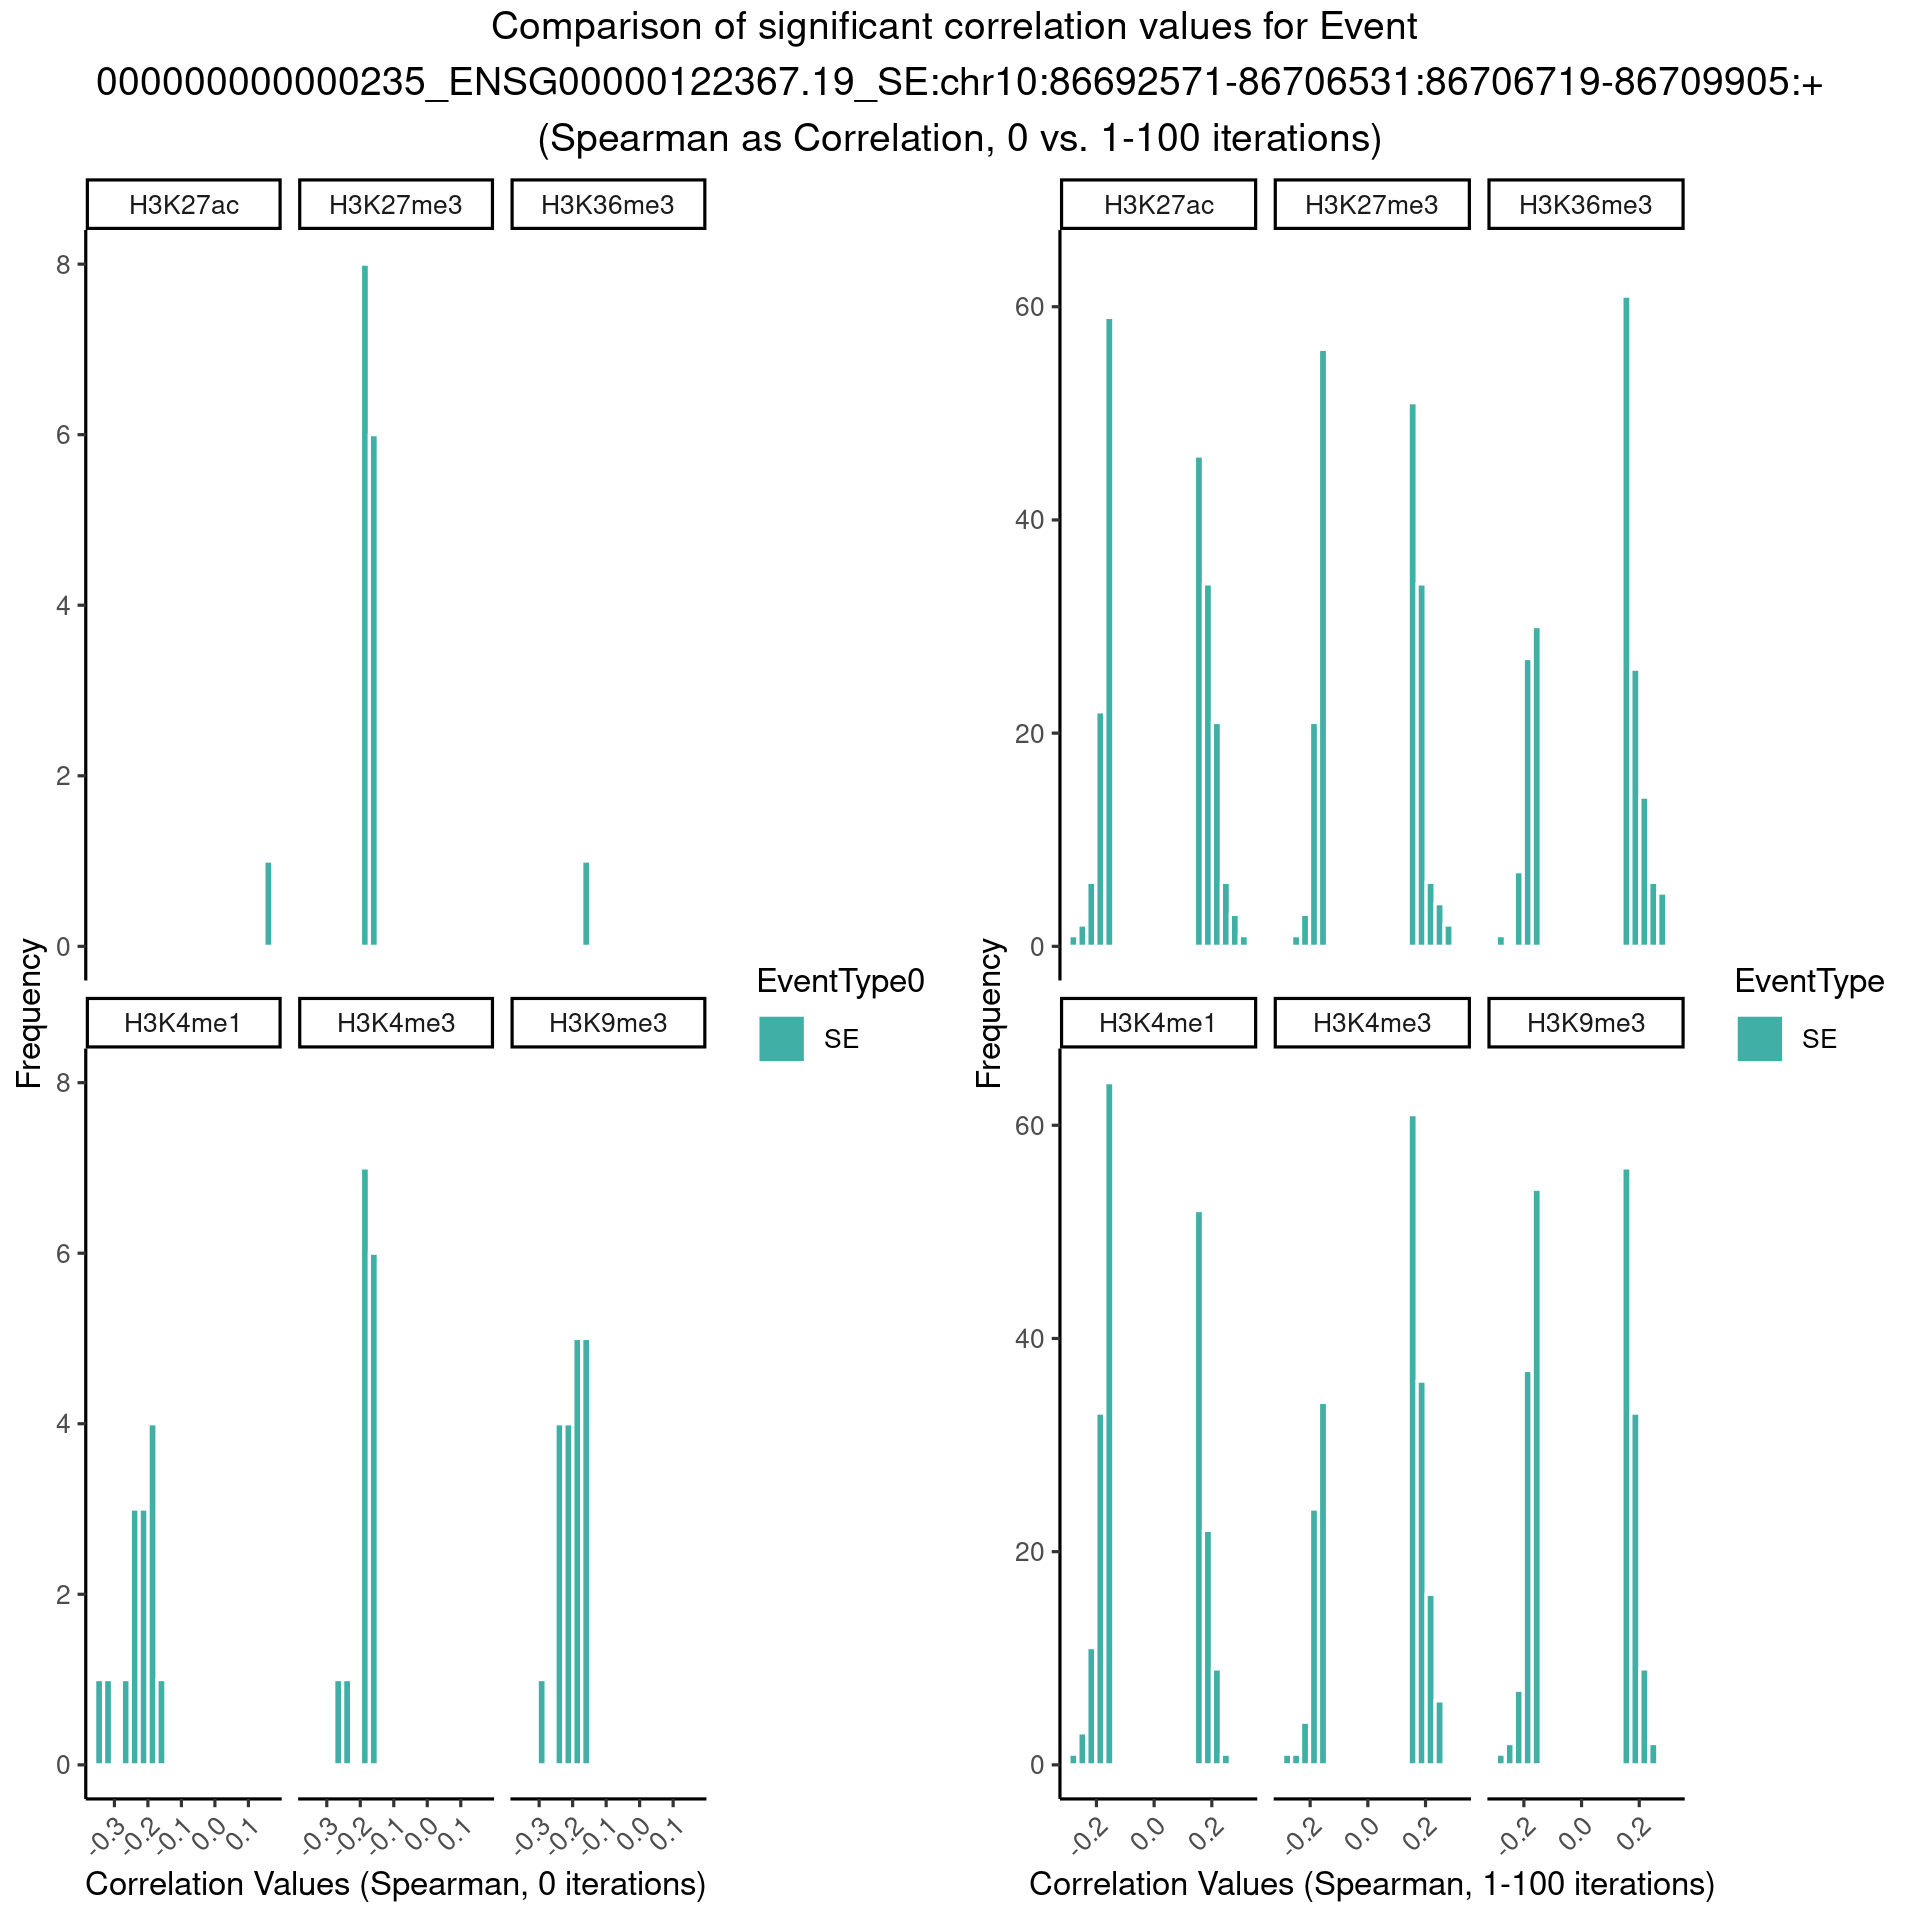 Comparison of significant correlation values for Event
000000000000235_ENSG00000122367.19_SE:chr10:86692571-86706531:86706719-86709905:+
(Spearman as Correlation, 0 vs. 1-100 iterations)
H3K27ac H3K27me3 H3K36me3
8
6
4
2
0
H3K4me1 H3K4me3 H3K9me3
8
6
4
2
0
Frequency
-0.3 -0.2 -0.1 0.0 0.1 -0.3 -0.2 -0.1 0.0 0.1 -0.3 -0.2 -0.1 0.0 0.1
Correlation Values (Spearman, 0 iterations)
EventType0
SE
H3K27ac H3K27me3 H3K36me3
60
40
20
0
H3K4me1 H3K4me3 H3K9me3
60
40
20
0
Frequency
-0.2 0.0 0.2 -0.2 0.0 0.2 -0.2 0.0 0.2
Correlation Values (Spearman, 1-100 iterations)
EventType
SE